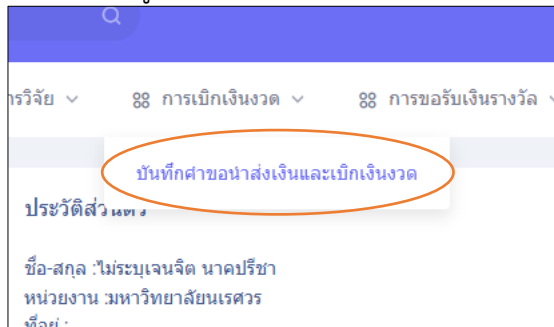 ารวิจัย
การเบิกเงินงวด
การขอรับเงินรางวัล
บันทึกคำขอนำส่งเงินและเบิกเงินงวด
ประวัติส่วนตัว
ชื่อ-สกุล :ไม่ระบุเจนจิต นาคปรีชา
หน่วยงาน :มหาวิทยาลัยนเรศวร
ที่อยู่ :